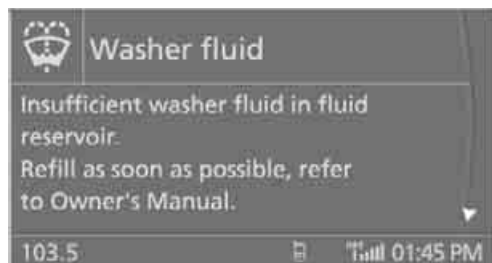 Washer fluid
Insufficient washer fluid in fluid
reservoir.
Refill as soon as possible, refer
to Owner's Manual.
103.5 01:45 PM